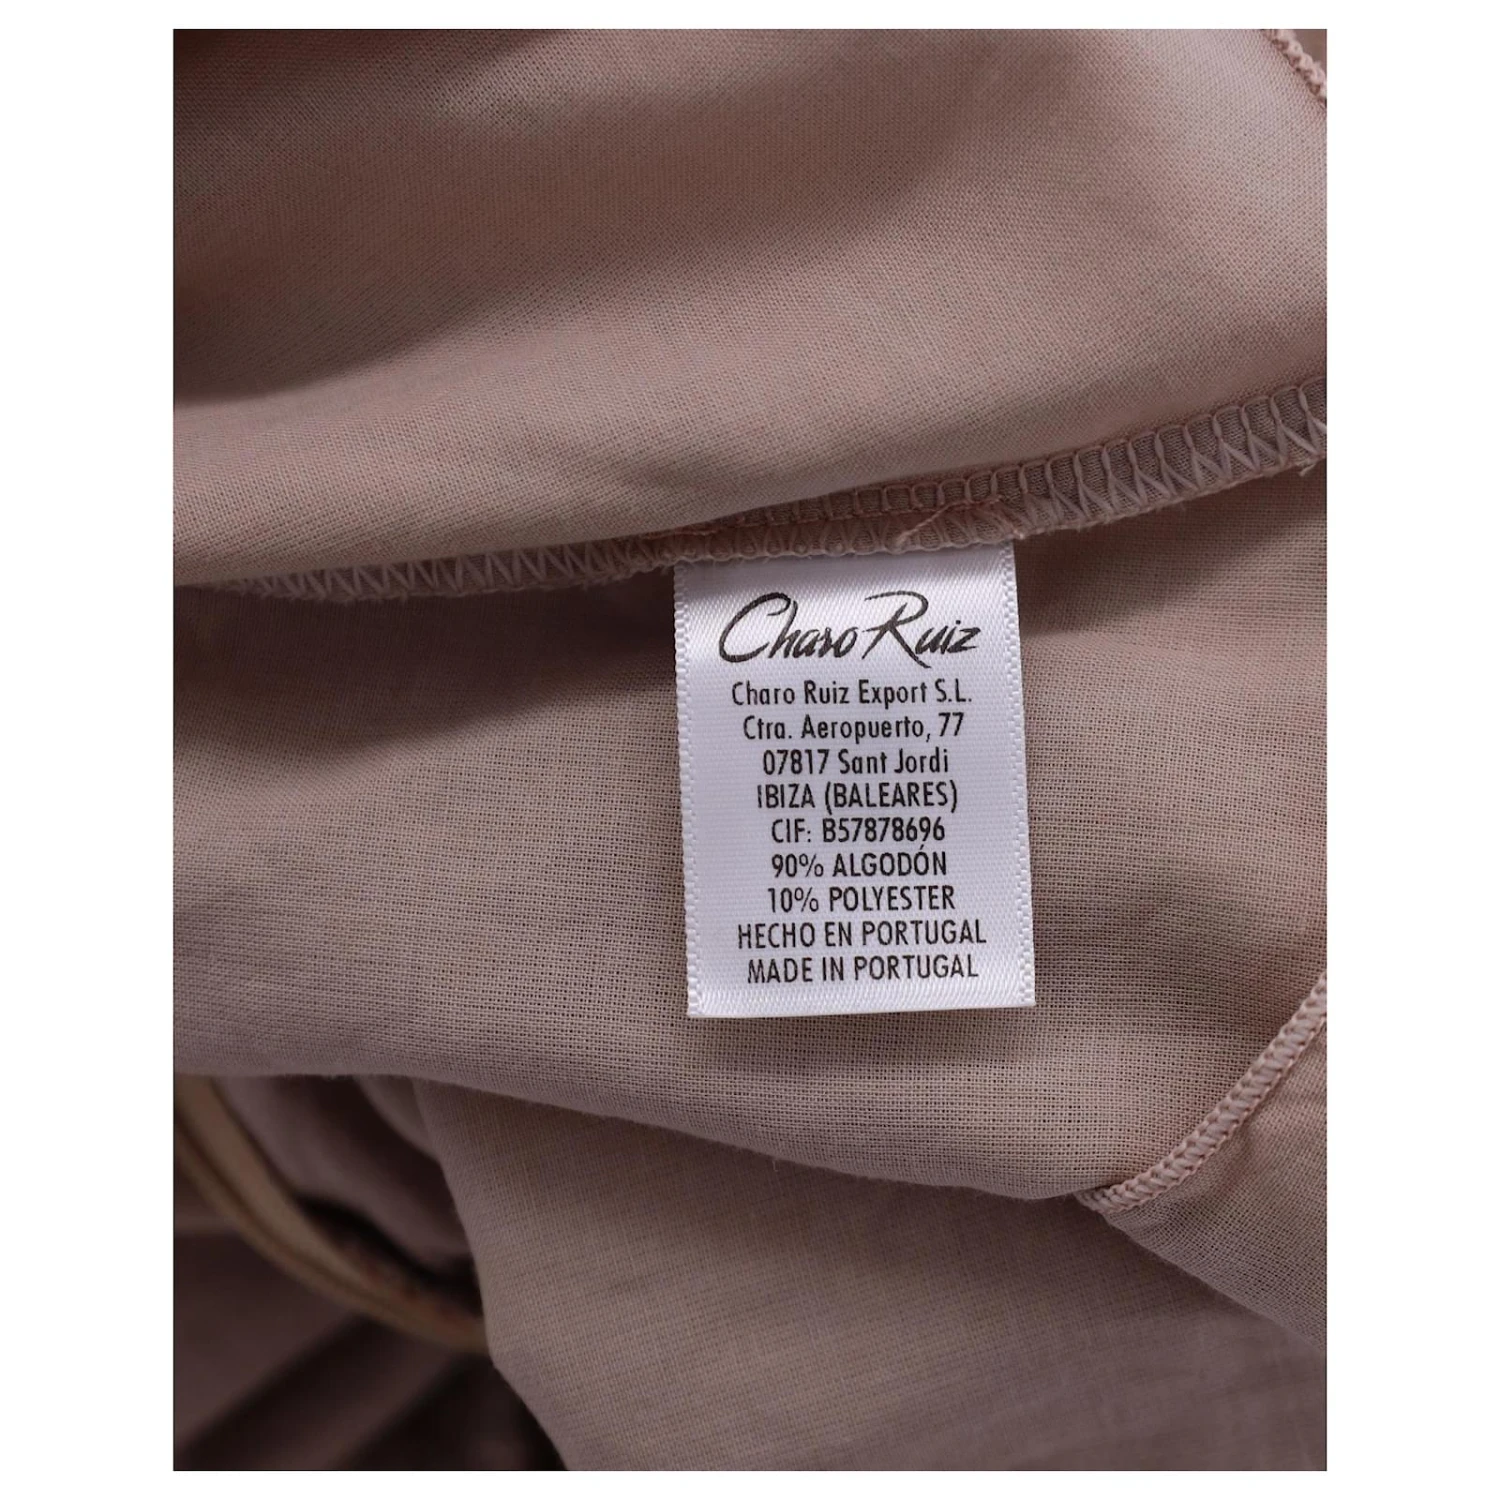 Charo Ruiz
Charo Ruiz Export S.L.
Ctra. Aeropuerto, 77
07817 Sant Jordi
IBIZA (BALEARES)
CIF: B57878696
90% ALGODÓN
10% POLYESTER
HECHO EN PORTUGAL
MADE IN PORTUGAL